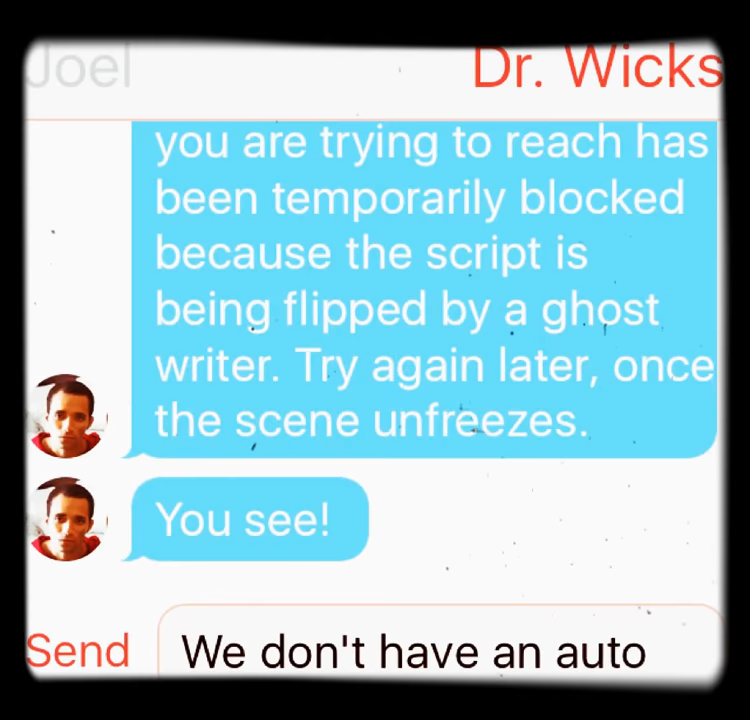 Joel Dr. Wicks
you are trying to reach has
been temporarily blocked
because the script is
being flipped by a ghost
writer. Try again later, once
the scene unfreezes.
You see!
Send We don't have an auto